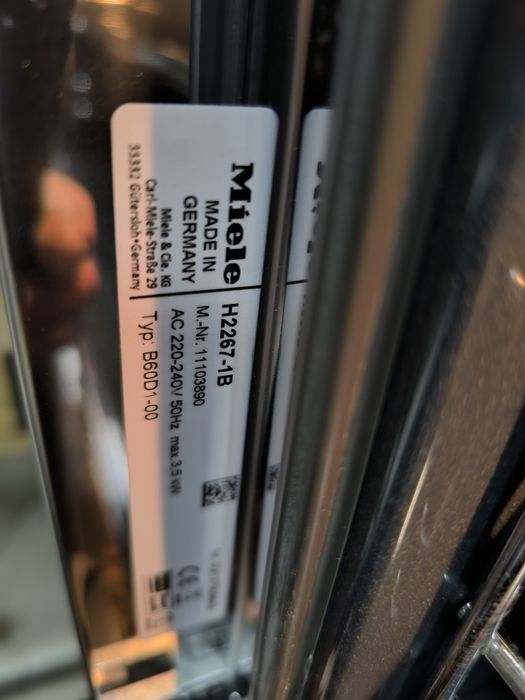 Miele
MADE IN
GERMANY
Miele & Cie. KG
Carl-Miele-Straße 29
33332 Gütersloh•Germany
H2267-1B
M.-Nr. 11103890
AC 220-240V 50Hz max 3,5 kW
Typ: B60D1-00
CE